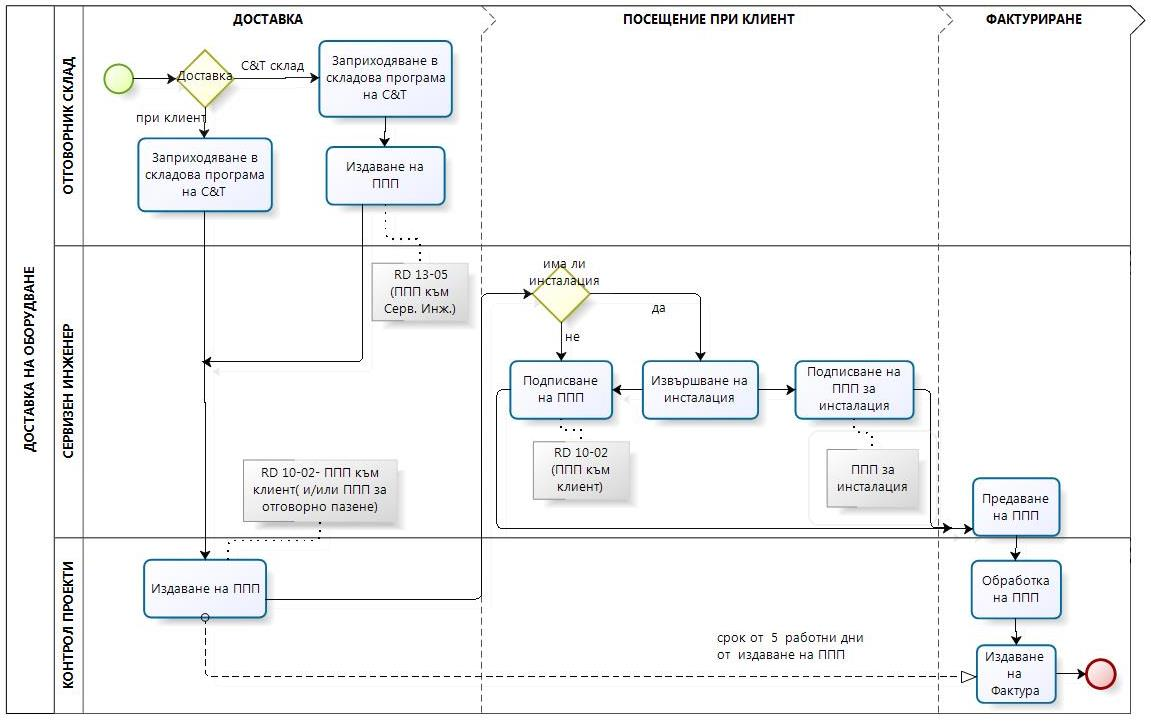 ДОСТАВКА
ПОСЕЩЕНИЕ ПРИ КЛИЕНТ
ФАКТУРИРАНЕ
ДОСТАВКА НА ОБОРУДВАНЕ
ОТГОВОРНИК СКЛАД
Доставка
C&T склад
при клиент
Заприходяване в
складова програма
на C&T
Заприходяване в
складова програма
на C&T
Издаване на
ППП
СЕРВИЗЕН ИНЖЕНЕР
RD 13-05
(ППП към
Серв. Инж.)
има ли
инсталация
да
не
Подписване
на ППП
Извършване на
инсталация
Подписване на
ППП за
инсталация
RD 10-02
(ППП към
клиент)
ППП за
инсталация
RD 10-02- ППП към
клиент( и/или ППП за
отговорно пазене)
Предаване
на ППП
КОНТРОЛ ПРОЕКТИ
Издаване на ППП
Обработка
на ППП
срок от 5 работни дни
от издаване на ППП
Издаване
на
Фактура